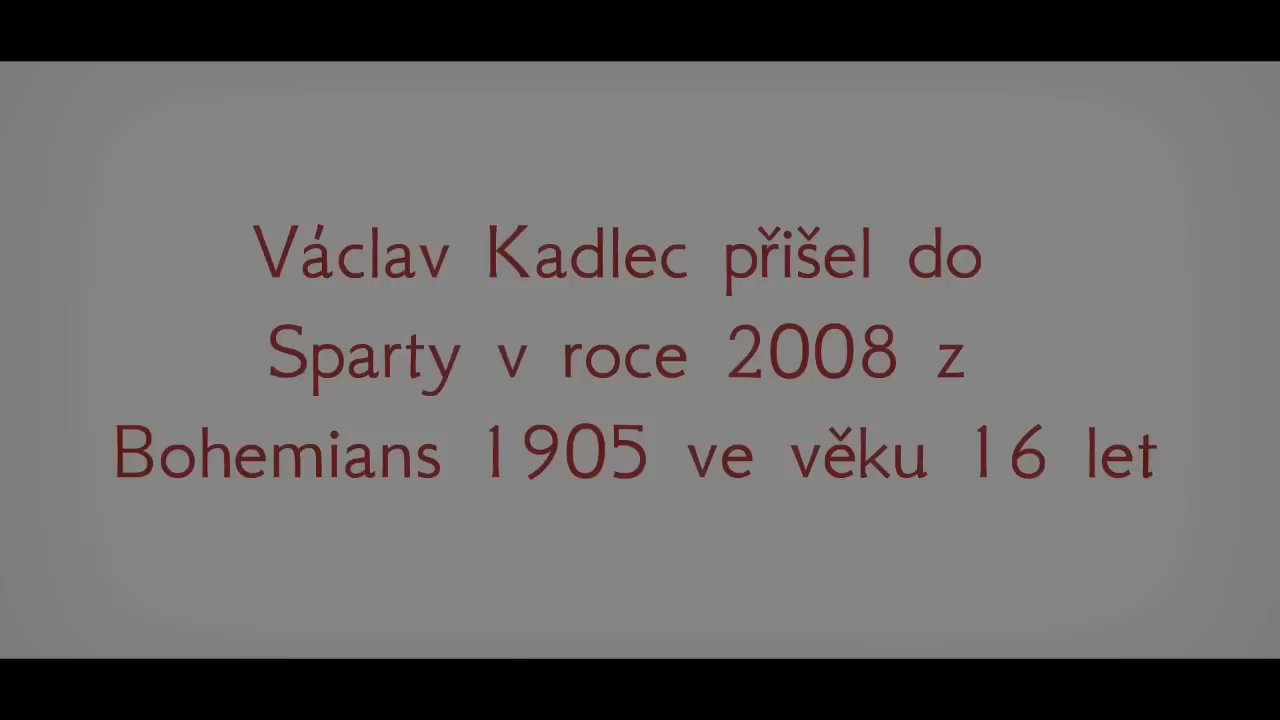 Václav Kadlec přišel do
Sparty v roce 2008 z
Bohemians 1905 ve věku 16 let